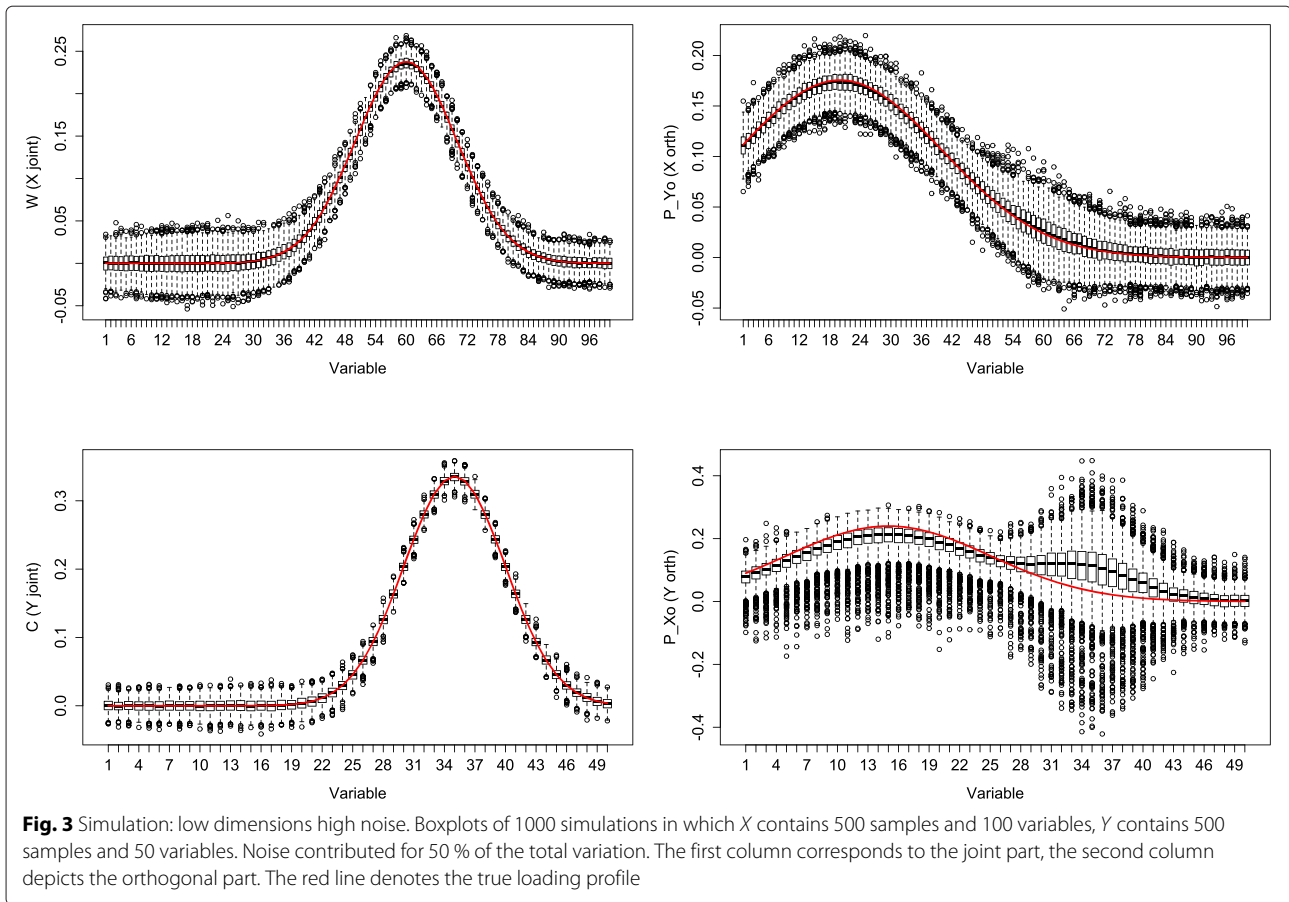 W (X joint)
-0.05 0.05 0.15 0.25
1 6 12 18 24 30 36 42 48 54 60 66 72 78 84 90 96
Variable
P_Yo (X orth)
-0.05 0.00 0.05 0.10 0.15 0.20
1 6 12 18 24 30 36 42 48 54 60 66 72 78 84 90 96
Variable
C (Y joint)
0.0 0.1 0.2 0.3
1 4 7 10 13 16 19 22 25 28 31 34 37 40 43 46 49
Variable
P_Xo (Y orth)
-0.4 -0.2 0.0 0.2 0.4
1 4 7 10 13 16 19 22 25 28 31 34 37 40 43 46 49
Variable
Fig. 3 Simulation: low dimensions high noise. Boxplots of 1000 simulations in which X contains 500 samples and 100 variables, Y contains 500
samples and 50 variables. Noise contributed for 50 % of the total variation. The first column corresponds to the joint part, the second column
depicts the orthogonal part. The red line denotes the true loading profile